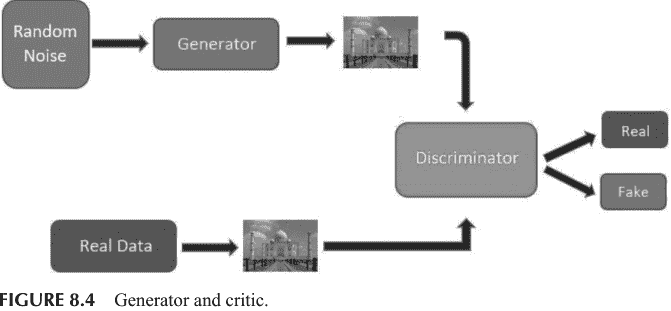 Random
Noise
Generator
Discriminator
Real
Fake
Real Data
FIGURE 8.4 Generator and critic.